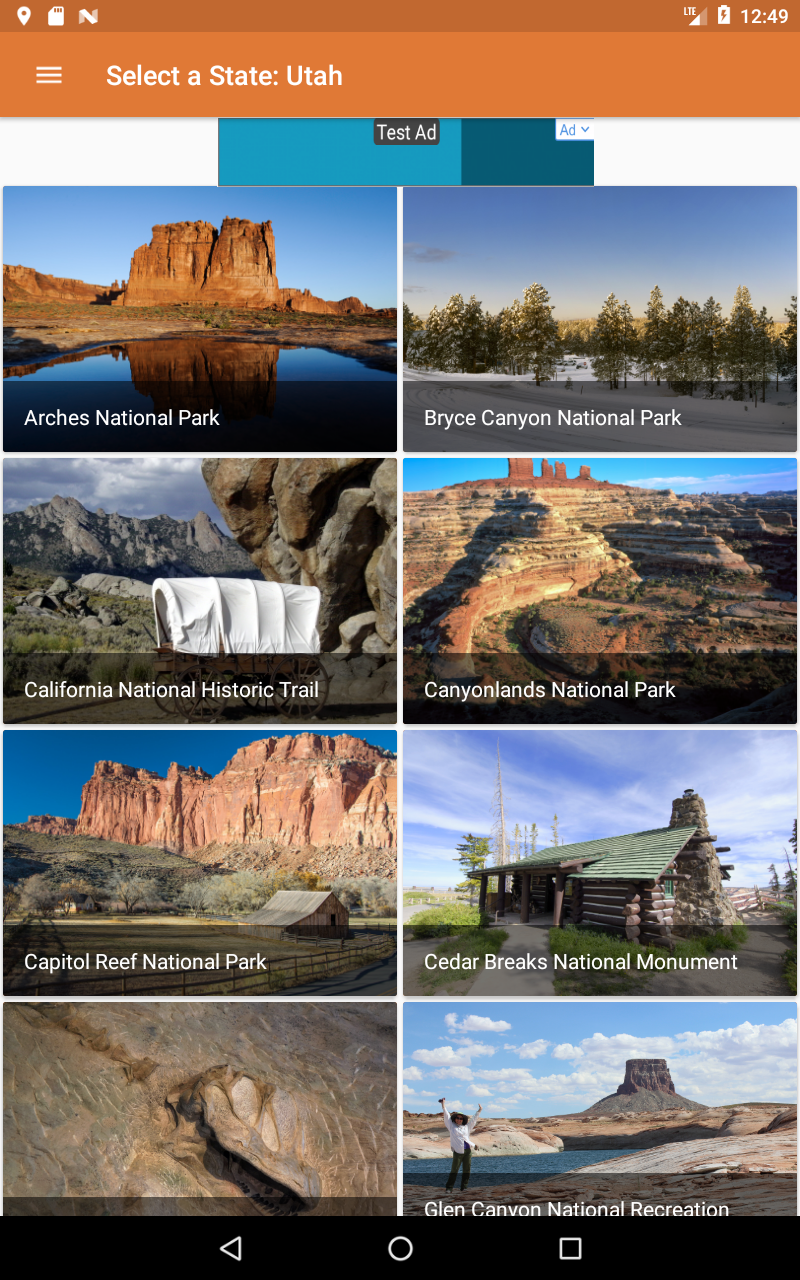 LTE 12:49
Select a State: Utah
Test Ad
Ad
Arches National Park
Bryce Canyon National Park
California National Historic Trail
Canyonlands National Park
Capitol Reef National Park
Cedar Breaks National Monument
Glen Canyon National Recreation